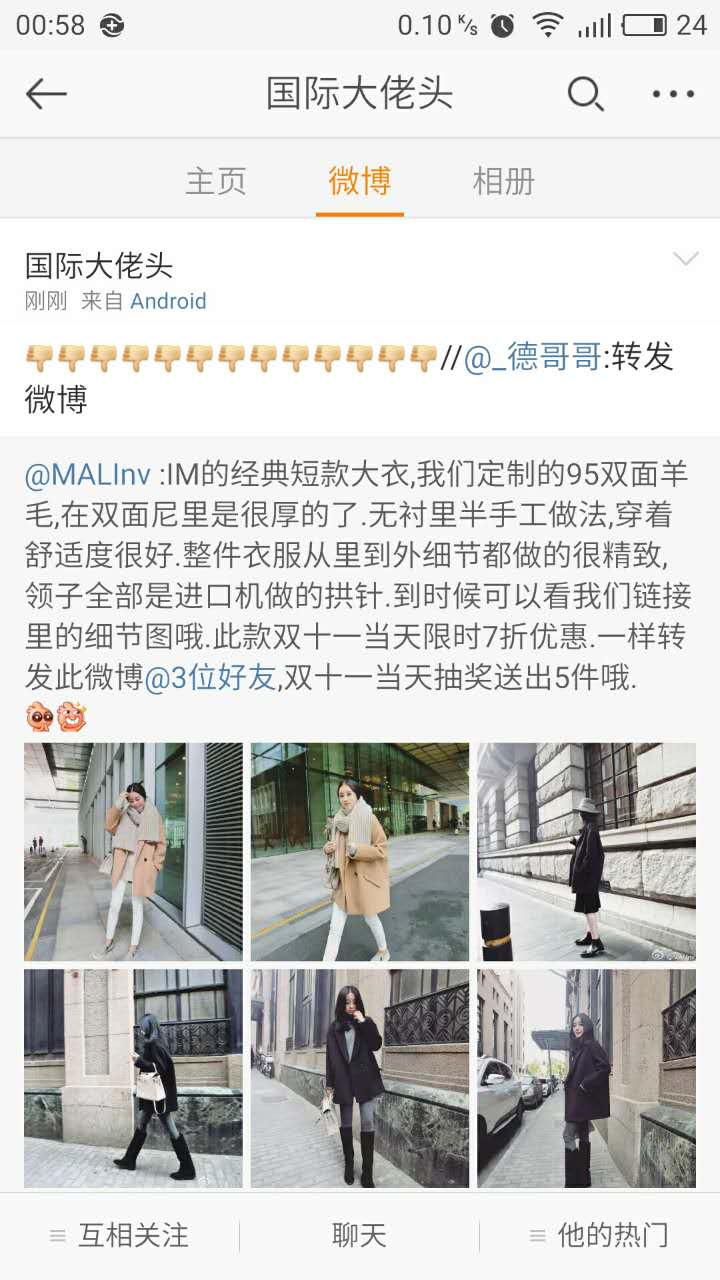 00:58
0.10 K/s
24
国际大佬头
主页
微博
相册
国际大佬头
刚刚 来自 Android
👎👎👎👎👎👎👎👎👎👎👎👎👎//@_德哥哥:转发
微博
@MALInv :IM的经典短款大衣,我们定制的95双面羊
毛,在双面尼里是很厚的了.无衬里半手工做法,穿着
舒适度很好.整件衣服从里到外细节都做的很精致,
领子全部是进口机做的拱针.到时候可以看我们链接
里的细节图哦.此款双十一当天限时7折优惠.一样转
发此微博@3位好友,双十一当天抽奖送出5件哦.
互相关注
聊天
他的热门